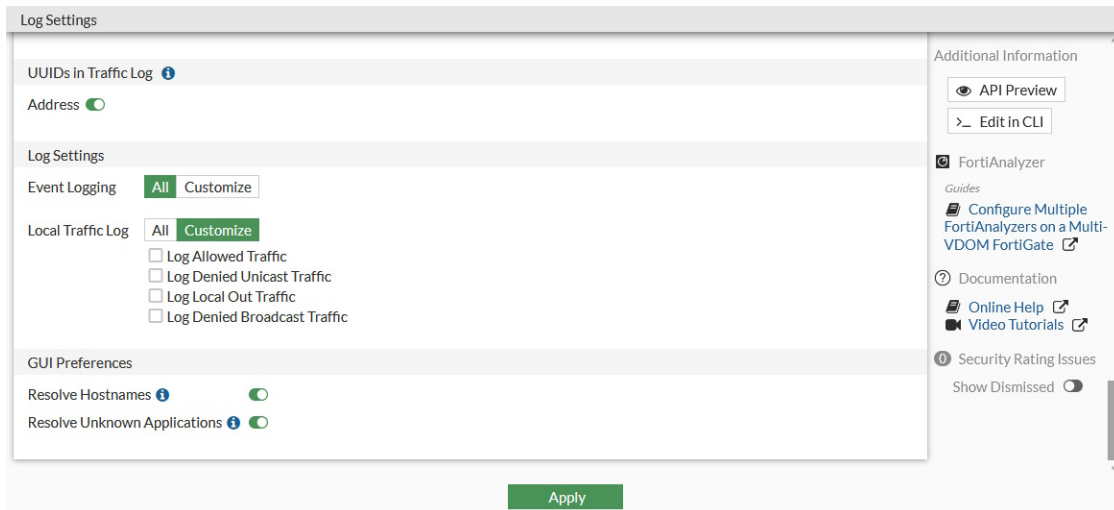 Log Settings
UUIDs in Traffic Log
Address
Log Settings
Event Logging All Customize
Local Traffic Log All Customize
Log Allowed Traffic
Log Denied Unicast Traffic
Log Local Out Traffic
Log Denied Broadcast Traffic
GUI Preferences
Resolve Hostnames
Resolve Unknown Applications
Apply
Additional Information
API Preview
>_ Edit in CLI
FortiAnalyzer
Guides
Configure Multiple
FortiAnalyzers on a Multi-
VDOM FortiGate
Documentation
Online Help
Video Tutorials
0 Security Rating Issues
Show Dismissed